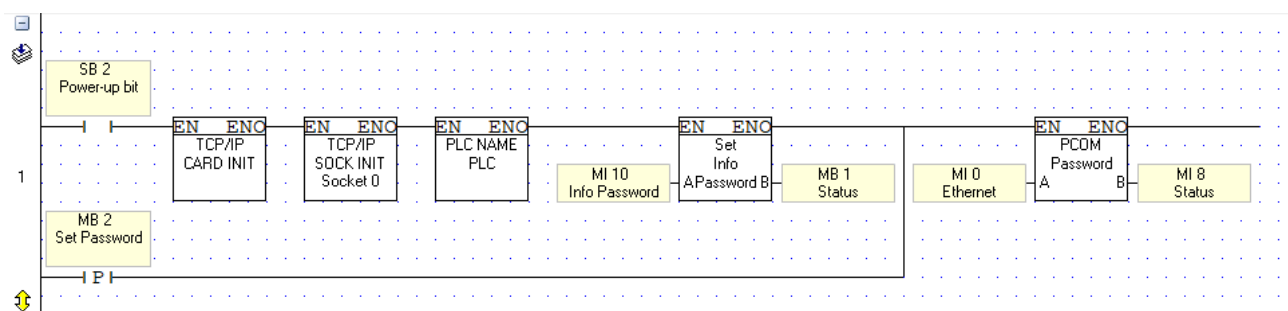 SB 2
Power-up bit
EN ENO
TCP/IP
CARD INIT
EN ENO
TCP/IP
SOCK INIT
Socket 0
EN ENO
PLC NAME
PLC
MI 10
Info Password
EN ENO
Set
Info
A Password B
MB 1
Status
MI 0
Ethernet
EN ENO
PCOM
Password
A B
MI 8
Status
1
MB 2
Set Password
P